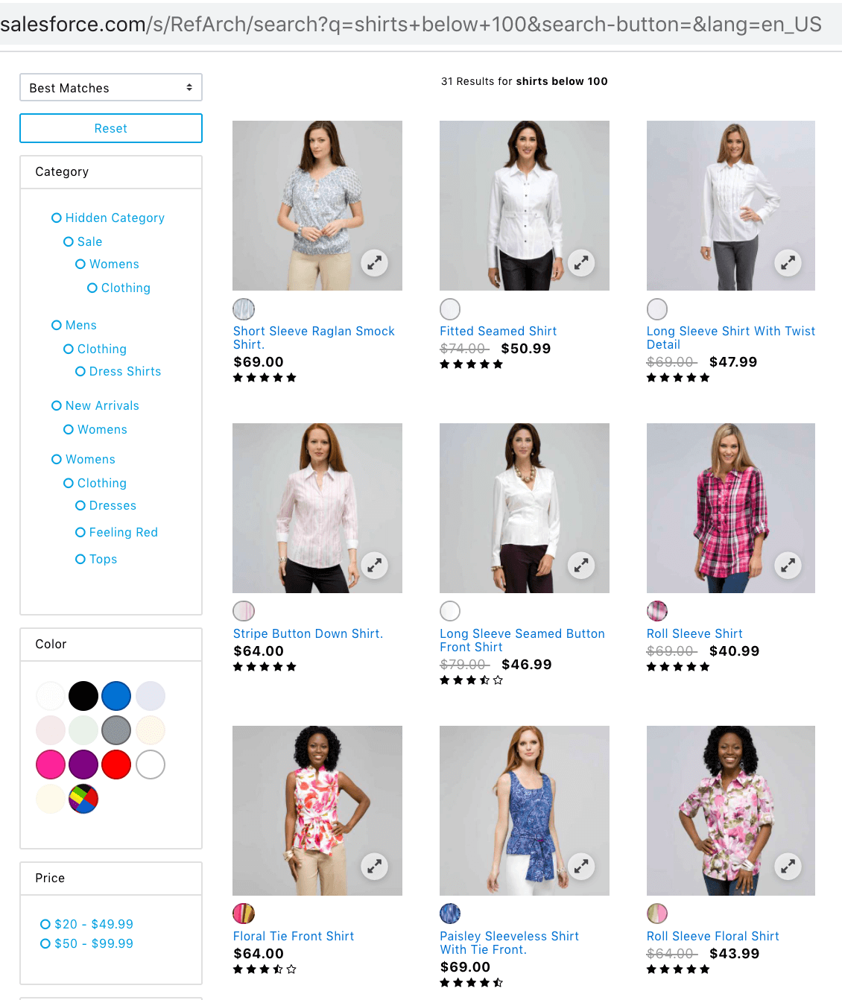 salesforce.com/s/RefArch/search?q=shirts+below+100&search-button=&lang=en_US
Best Matches
Reset
Category
Hidden Category
Sale
Womens
Clothing
Mens
Clothing
Dress Shirts
New Arrivals
Womens
Womens
Clothing
Dresses
Feeling Red
Tops
Color
Price
$20 - $49.99
$50 - $99.99
31 Results for shirts below 100
Short Sleeve Raglan Smock
Shirt.
$69.00
Fitted Seamed Shirt
$74.00 $50.99
Long Sleeve Shirt With Twist
Detail
$69.00 $47.99
Stripe Button Down Shirt.
$64.00
Long Sleeve Seamed Button
Front Shirt
$79.00 $46.99
Roll Sleeve Shirt
$69.00 $40.99
Floral Tie Front Shirt
$64.00
Paisley Sleeveless Shirt
With Tie Front.
$69.00
Roll Sleeve Floral Shirt
$64.00 $43.99